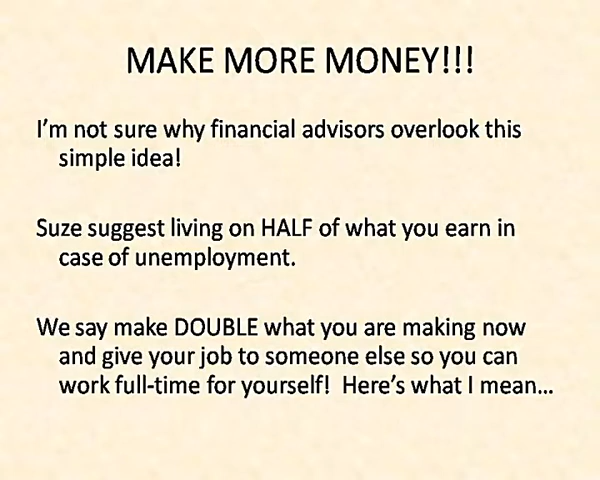 MAKE MORE MONEY!!!
I'm not sure why financial advisors overlook this
simple idea!
Suze suggest living on HALF of what you earn in
case of unemployment.
We say make DOUBLE what you are making now
and give your job to someone else so you can
work full-time for yourself!  Here's what I mean…